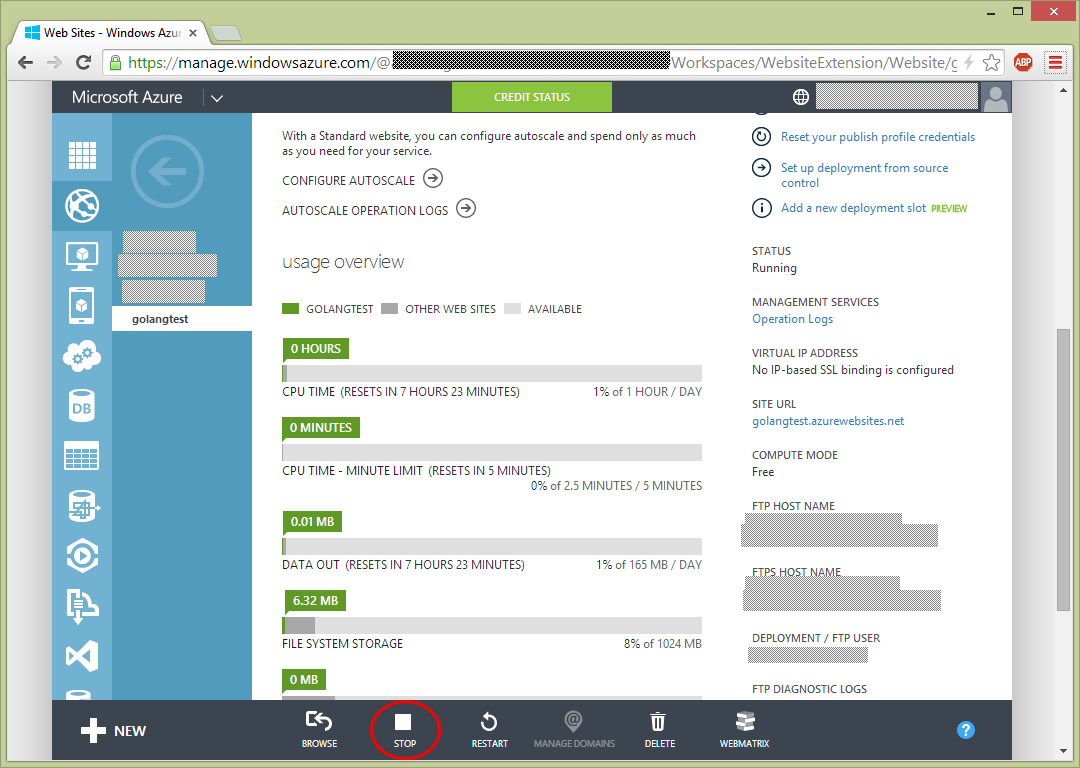 Web Sites - Windows Azur
https://manage.windowsazure.com/@ Workspaces/WebsiteExtension/Website/g
ABP
Microsoft Azure
CREDIT STATUS
golangtest
DB
With a Standard website, you can configure autoscale and spend only as much
as you need for your service.
CONFIGURE AUTOSCALE
AUTOSCALE OPERATION LOGS
usage overview
GOLANGTEST OTHER WEB SITES AVAILABLE
0 HOURS
CPU TIME (RESETS IN 7 HOURS 23 MINUTES) 1% of 1 HOUR / DAY
0 MINUTES
CPU TIME - MINUTE LIMIT (RESETS IN 5 MINUTES)
0% of 2.5 MINUTES / 5 MINUTES
0.01 MB
DATA OUT (RESETS IN 7 HOURS 23 MINUTES) 1% of 165 MB / DAY
6.32 MB
FILE SYSTEM STORAGE 8% of 1024 MB
0 MB
Reset your publish profile credentials
Set up deployment from source
control
Add a new deployment slot PREVIEW
STATUS
Running
MANAGEMENT SERVICES
Operation Logs
VIRTUAL IP ADDRESS
No IP-based SSL binding is configured
SITE URL
golangtest.azurewebsites.net
COMPUTE MODE
Free
FTP HOST NAME
FTPS HOST NAME
DEPLOYMENT / FTP USER
FTP DIAGNOSTIC LOGS
NEW
BROWSE
STOP
RESTART
MANAGE DOMAINS
DELETE
WEBMATRIX
?